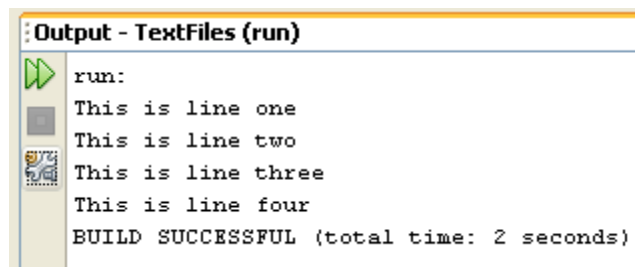 Output - TextFiles (run)
run:
This is line one
This is line two
This is line three
This is line four
BUILD SUCCESSFUL (total time: 2 seconds)